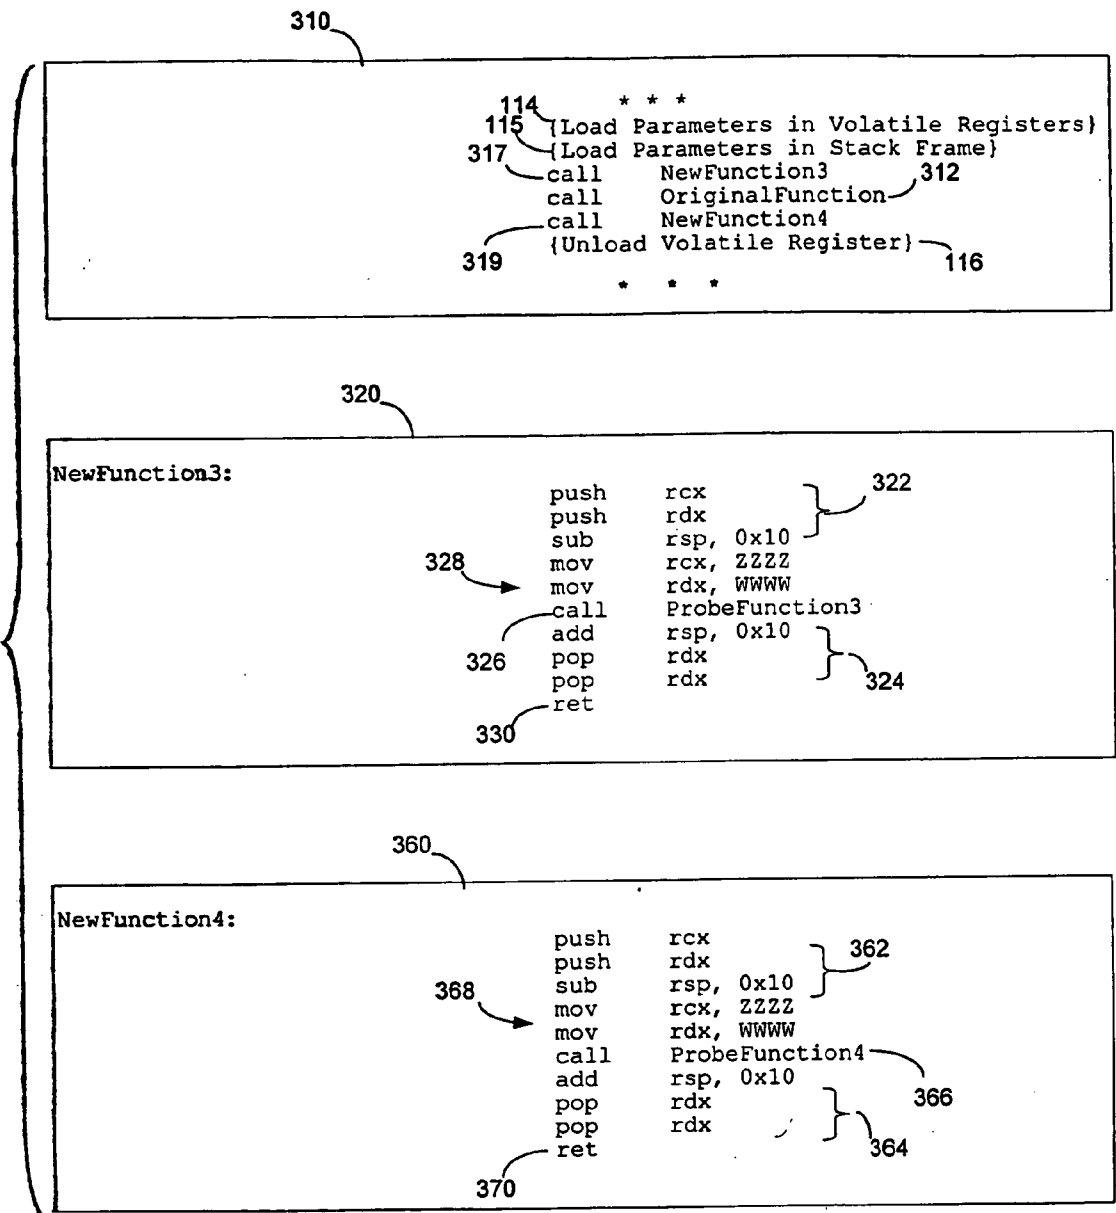 310
* * *
114 {Load Parameters in Volatile Registers}
115 {Load Parameters in Stack Frame}
317 call NewFunction3
call OriginalFunction 312
call NewFunction4
319 {Unload Volatile Register} 116
* * *
320
NewFunction3:
push rcx
push rdx
sub rsp, 0x10
322
mov rcx, ZZZZ
328 mov rdx, WWWW
call ProbeFunction3
326
add rsp, 0x10
pop rdx
pop rdx
324
ret
330
360
NewFunction4:
push rcx
push rdx
sub rsp, 0x10
362
mov rcx, ZZZZ
368 mov rdx, WWWW
call ProbeFunction4
366
add rsp, 0x10
pop rdx
pop rdx
364
ret
370